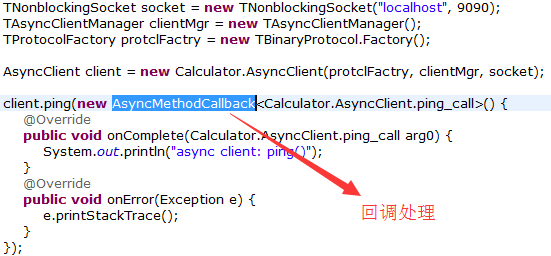 TNonblockingSocket socket = new TNonblockingSocket("localhost", 9090);
TAsyncClientManager clientMgr = new TAsyncClientManager();
TProtocolFactory protclFactry = new TBinaryProtocol.Factory();
AsyncClient client = new Calculator.AsyncClient(protclFactry, clientMgr, socket);
client.ping(new AsyncMethodCallback<Calculator.AsyncClient.ping_call>() {
@Override
public void onComplete(Calculator.AsyncClient.ping_call arg0) {
System.out.println("async client: ping()");
}
@Override
public void onError(Exception e) {
e.printStackTrace();
}
});
回调处理